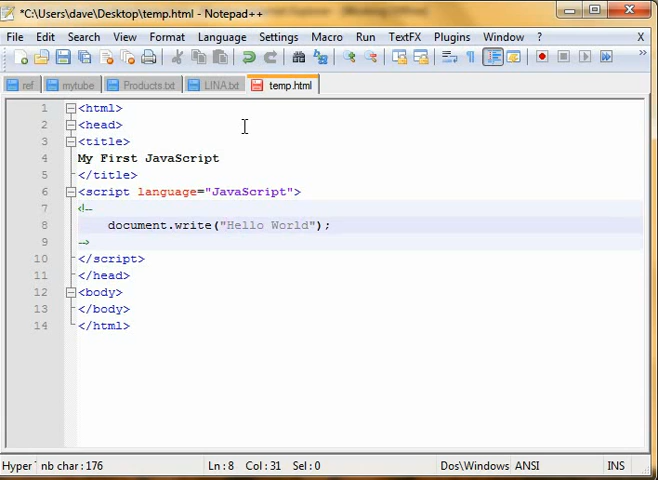 *C:\Users\dave\Desktop\temp.html - Notepad++
File Edit Search View Format Language Settings Macro Run TextFX Plugins Window ? X
ref mytube Products.txt LINA.txt temp.html
1 <html>
2 <head>
3 <title>
4 My First JavaScript
5 </title>
6 <script language="JavaScript">
7 <!--
8 document.write("Hello World");
9 -->
10 </script>
11 </head>
12 <body>
13 </body>
14 </html>
Hyper T nb char : 176 Ln : 8 Col : 31 Sel : 0 Dos\Windows ANSI INS